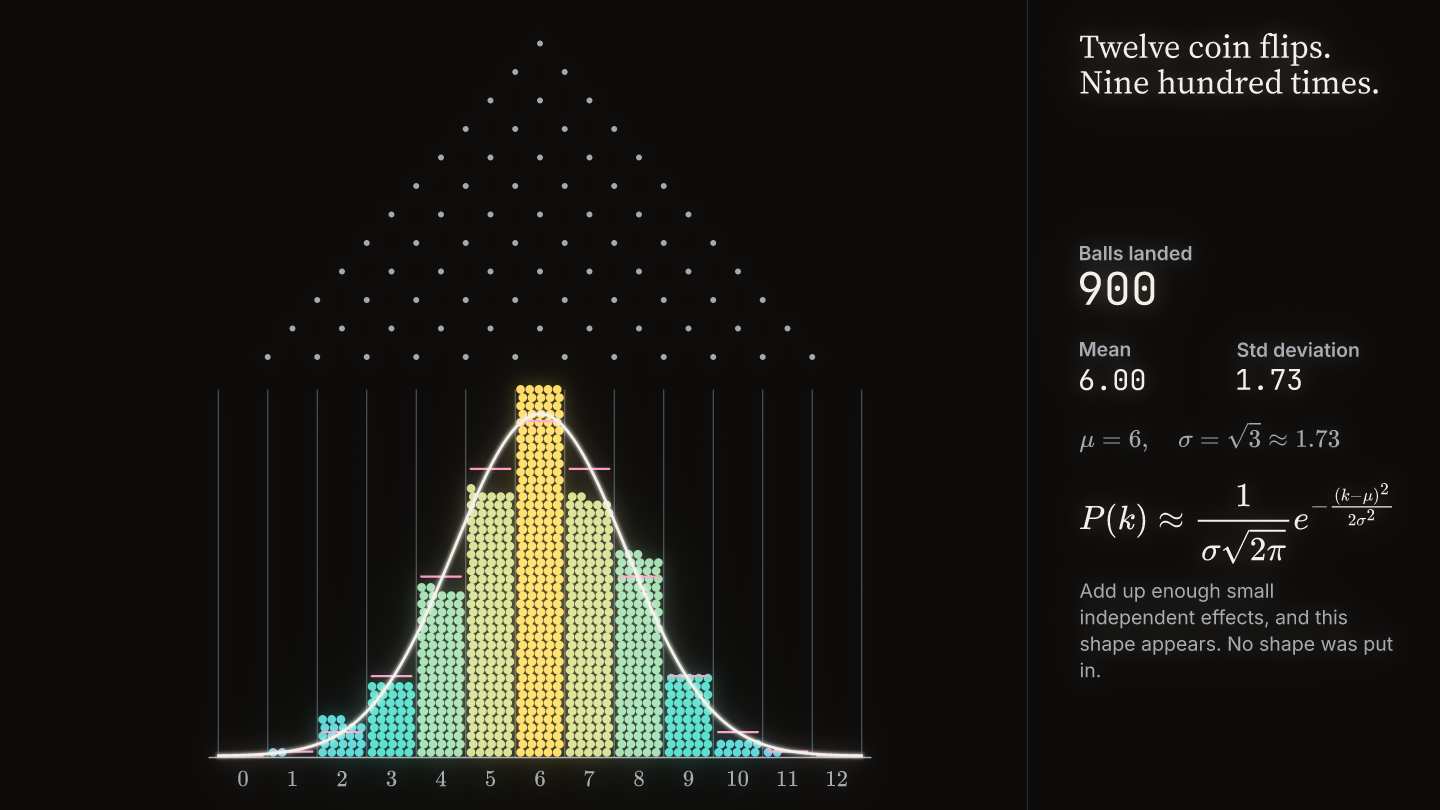 Twelve coin flips.
Nine hundred times.
Balls landed
900
Mean Std deviation
6.00 1.73
μ = 6, σ = √3 ≈ 1.73
P(k) ≈ 1/(σ√(2π)) e^(−(k−μ)²/(2σ²))
Add up enough small
independent effects, and this
shape appears. No shape was put
in.
0 1 2 3 4 5 6 7 8 9 10 11 12